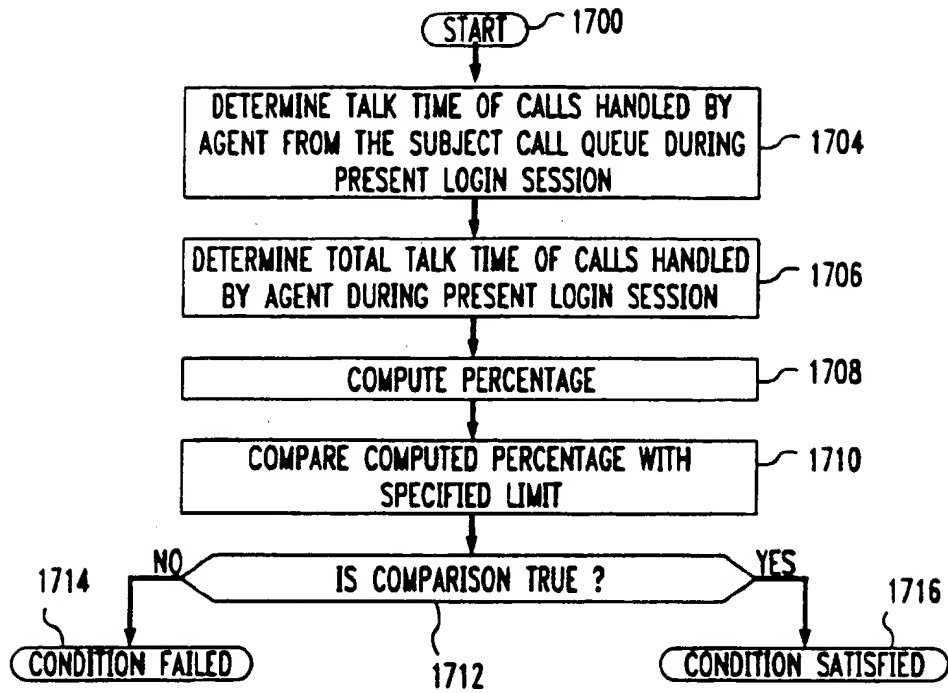 START
1700
DETERMINE TALK TIME OF CALLS HANDLED BY
AGENT FROM THE SUBJECT CALL QUEUE DURING
PRESENT LOGIN SESSION
1704
DETERMINE TOTAL TALK TIME OF CALLS HANDLED
BY AGENT DURING PRESENT LOGIN SESSION
1706
COMPUTE PERCENTAGE
1708
COMPARE COMPUTED PERCENTAGE WITH
SPECIFIED LIMIT
1710
NO
IS COMPARISON TRUE ?
YES
1714
1712
1716
CONDITION FAILED
CONDITION SATISFIED